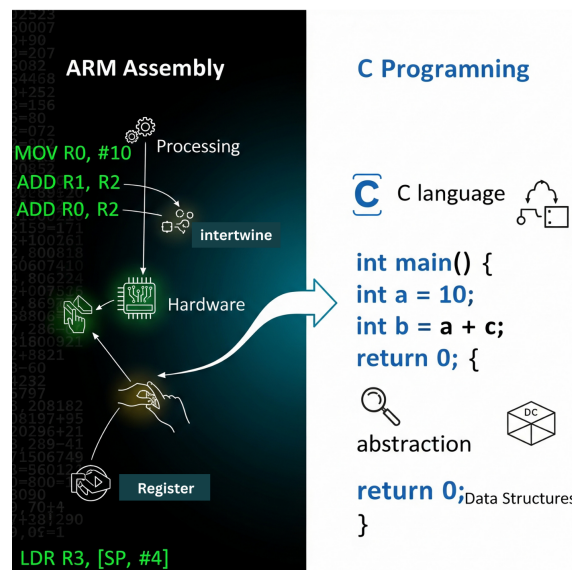 ARM Assembly
Processing
MOV R0, #10
ADD R1, R2
ADD R0, R2
intertwine
Hardware
Register
LDR R3, [SP, #4]
C Programning
C
C language
int main() {
int a = 10;
int b = a + c;
return 0; {
DC
abstraction
return 0; Data Structures
}